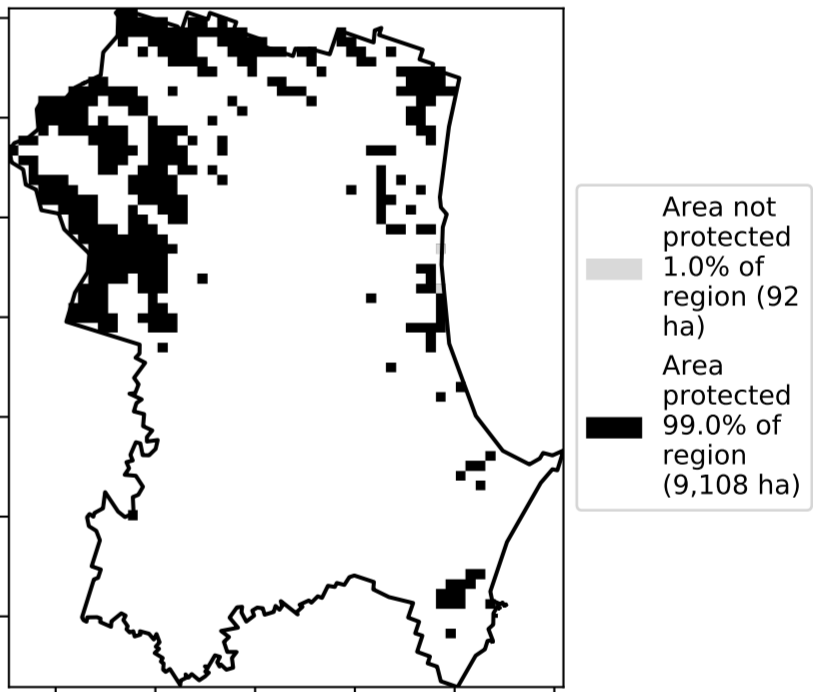 Area not
protected
1.0% of
region (92
ha)
Area
protected
99.0% of
region
(9,108 ha)